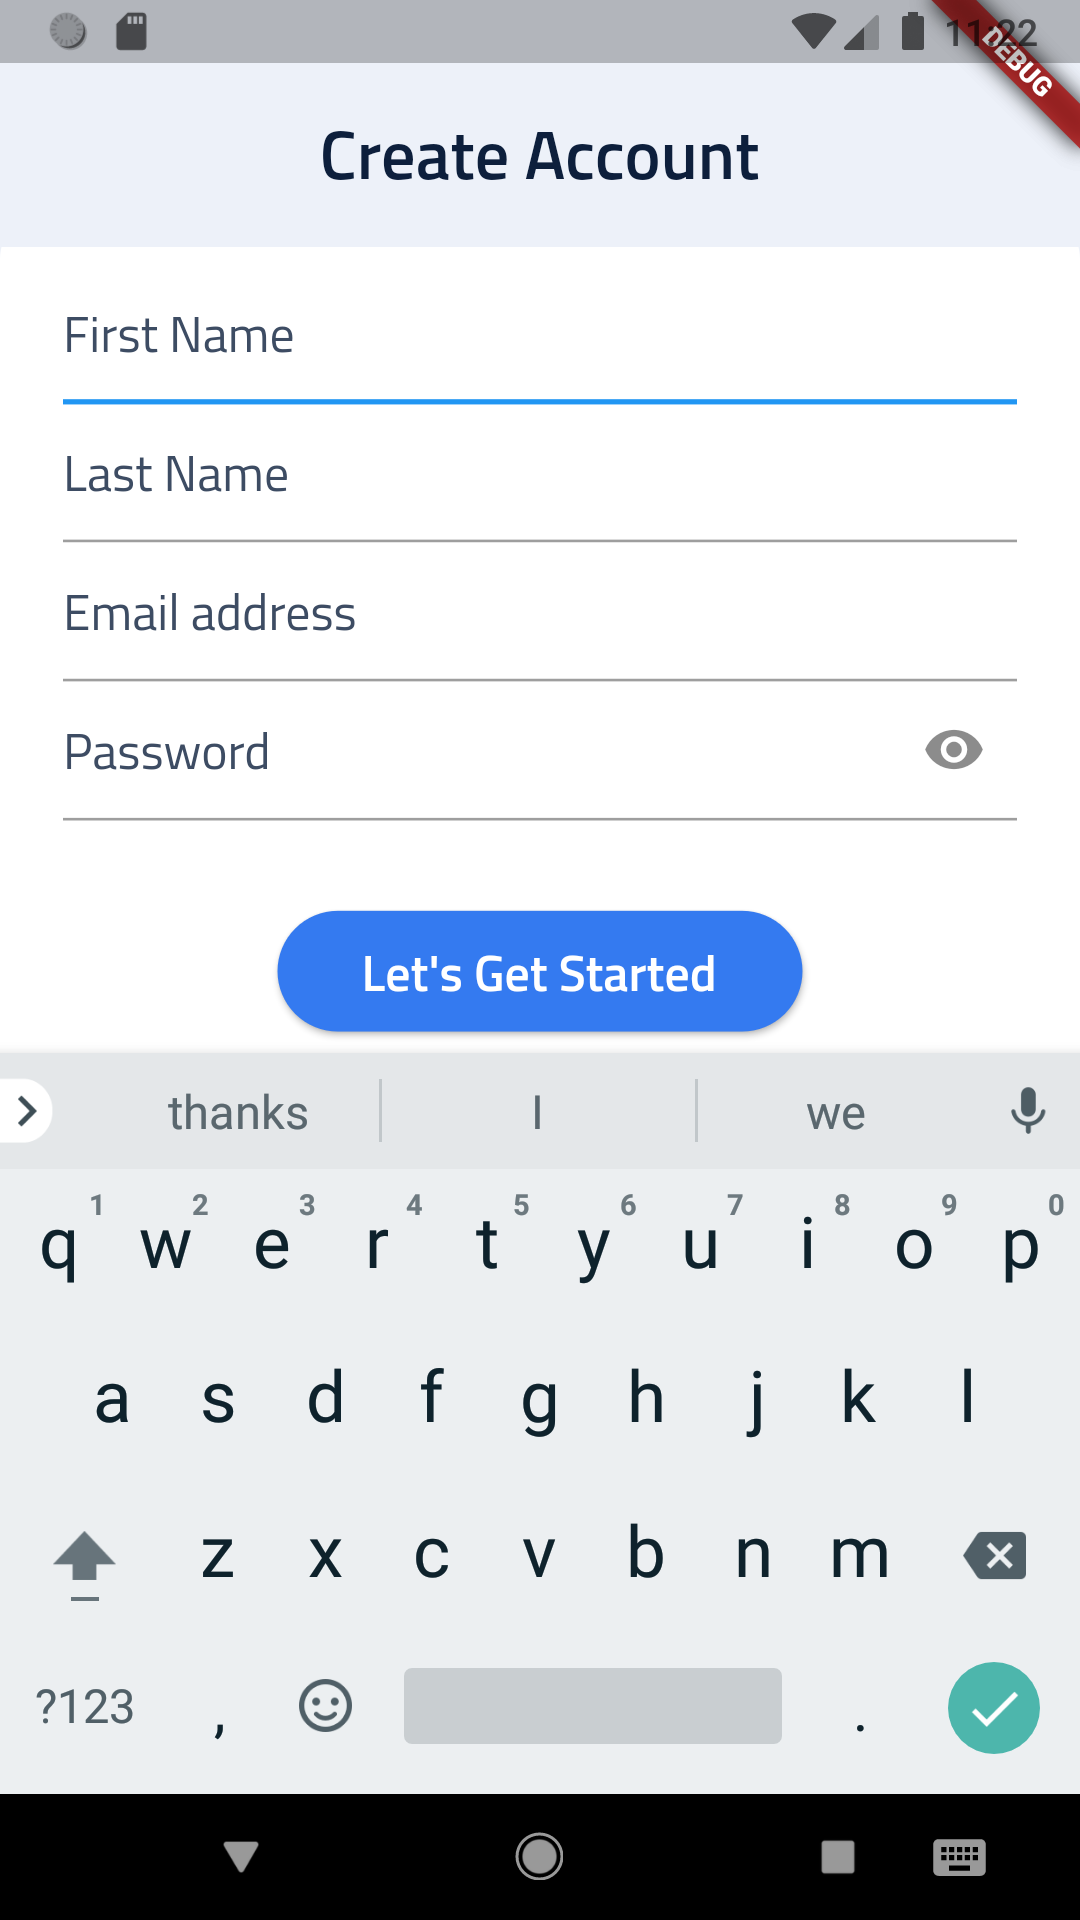 11:22
DEBUG
Create Account
First Name
Last Name
Email address
Password
Let's Get Started
thanks I we
1 2 3 4 5 6 7 8 9 0
q w e r t y u i o p
a s d f g h j k l
z x c v b n m
?123 , .